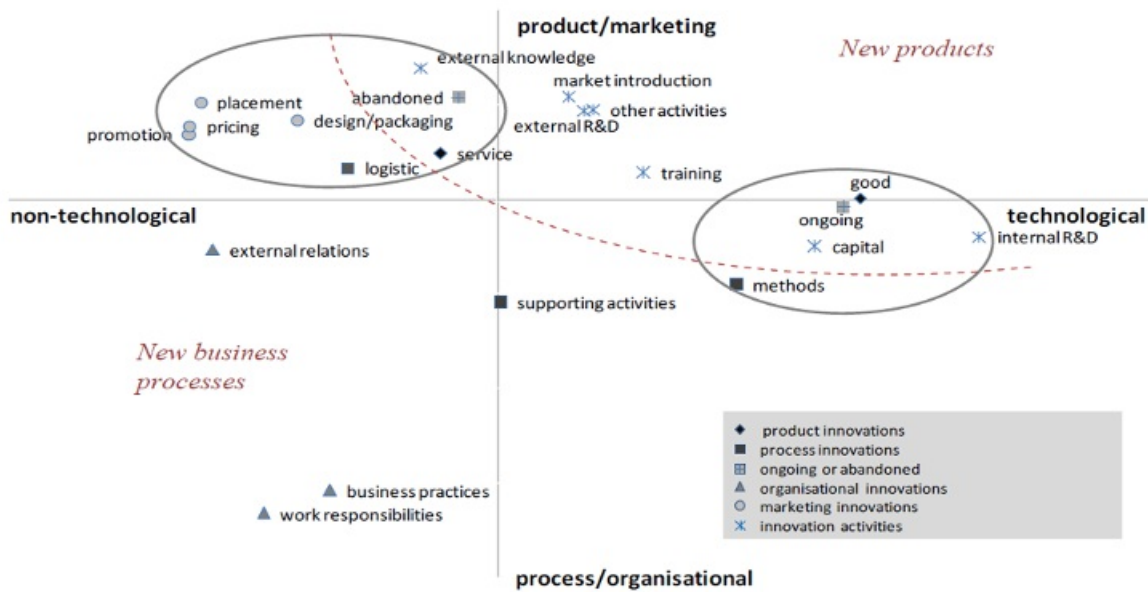 product/marketing
New products
external knowledge
market introduction
abandoned
placement
other activities
design/packaging
external R&D
pricing
promotion
service
logistic
training
good
non-technological
technological
ongoing
internal R&D
capital
external relations
methods
supporting activities
New business
processes
product innovations
process innovations
ongoing or abandoned
organisational innovations
marketing innovations
innovation activities
business practices
work responsibilities
process/organisational